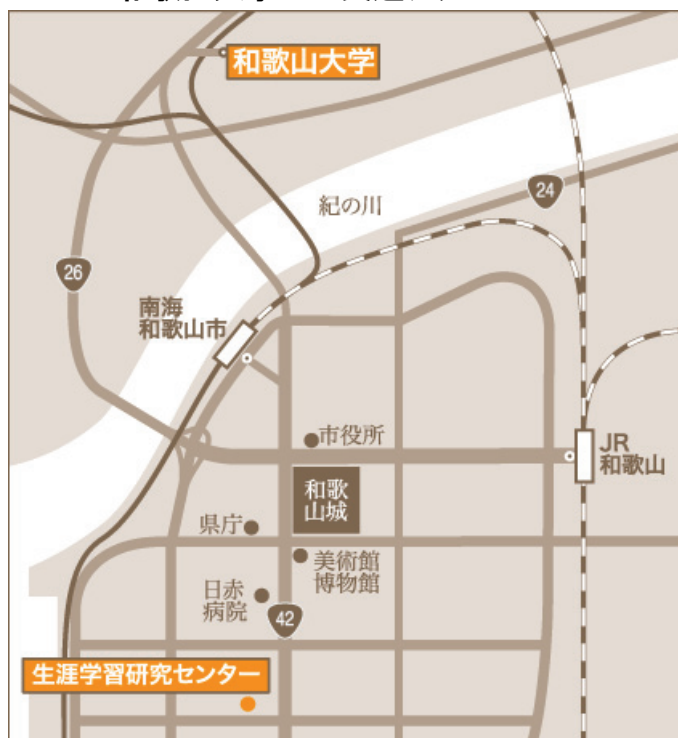 和歌山大学
24
紀の川
26
南海
和歌山市
市役所
JR
和歌山
和歌
山城
県庁
美術館
博物館
日赤
病院
42
生涯学習研究センター